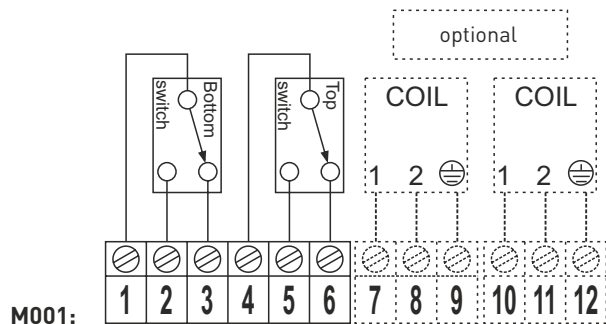 optional
Bottom
switch
Top
switch
COIL
COIL
1 2
1 2
1 2 3 4 5 6 7 8 9 10 11 12
M001: